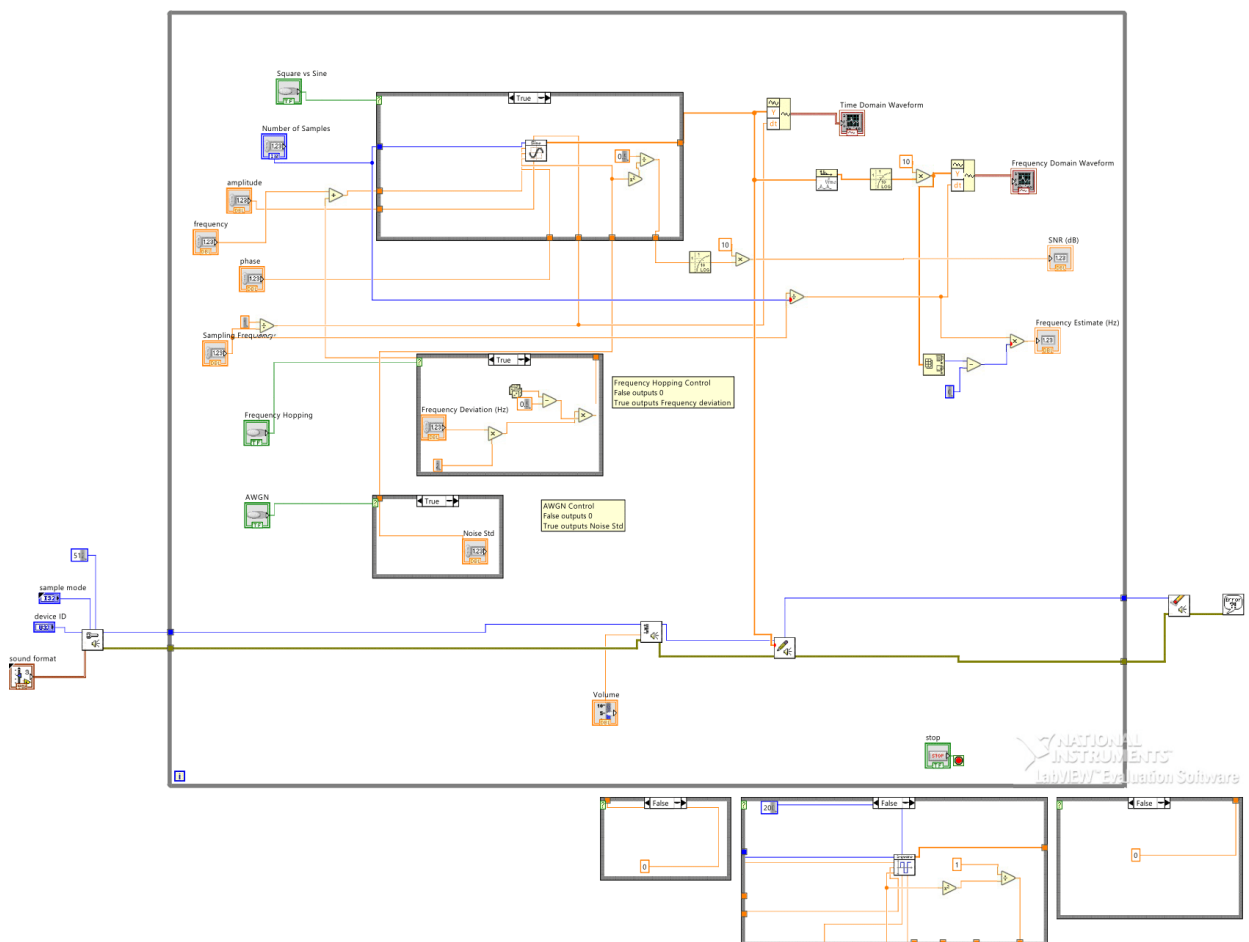 Square vs Sine
True
Time Domain Waveform
Number of Samples
10
Frequency Domain Waveform
amplitude
frequency
10
SNR (dB)
phase
Sampling Frequency
Frequency Estimate (Hz)
True
Frequency Hopping Control
False outputs 0
True outputs Frequency deviation
Frequency Deviation (Hz)
Frequency Hopping
AWGN
True
AWGN Control
False outputs 0
True outputs Noise Std
Noise Std
51
sample mode
I32
device ID
sound format
Volume
stop
STOP
NATIONAL
INSTRUMENTS
LabVIEW Evaluation Software
i
False
0
20
False
1
False
0